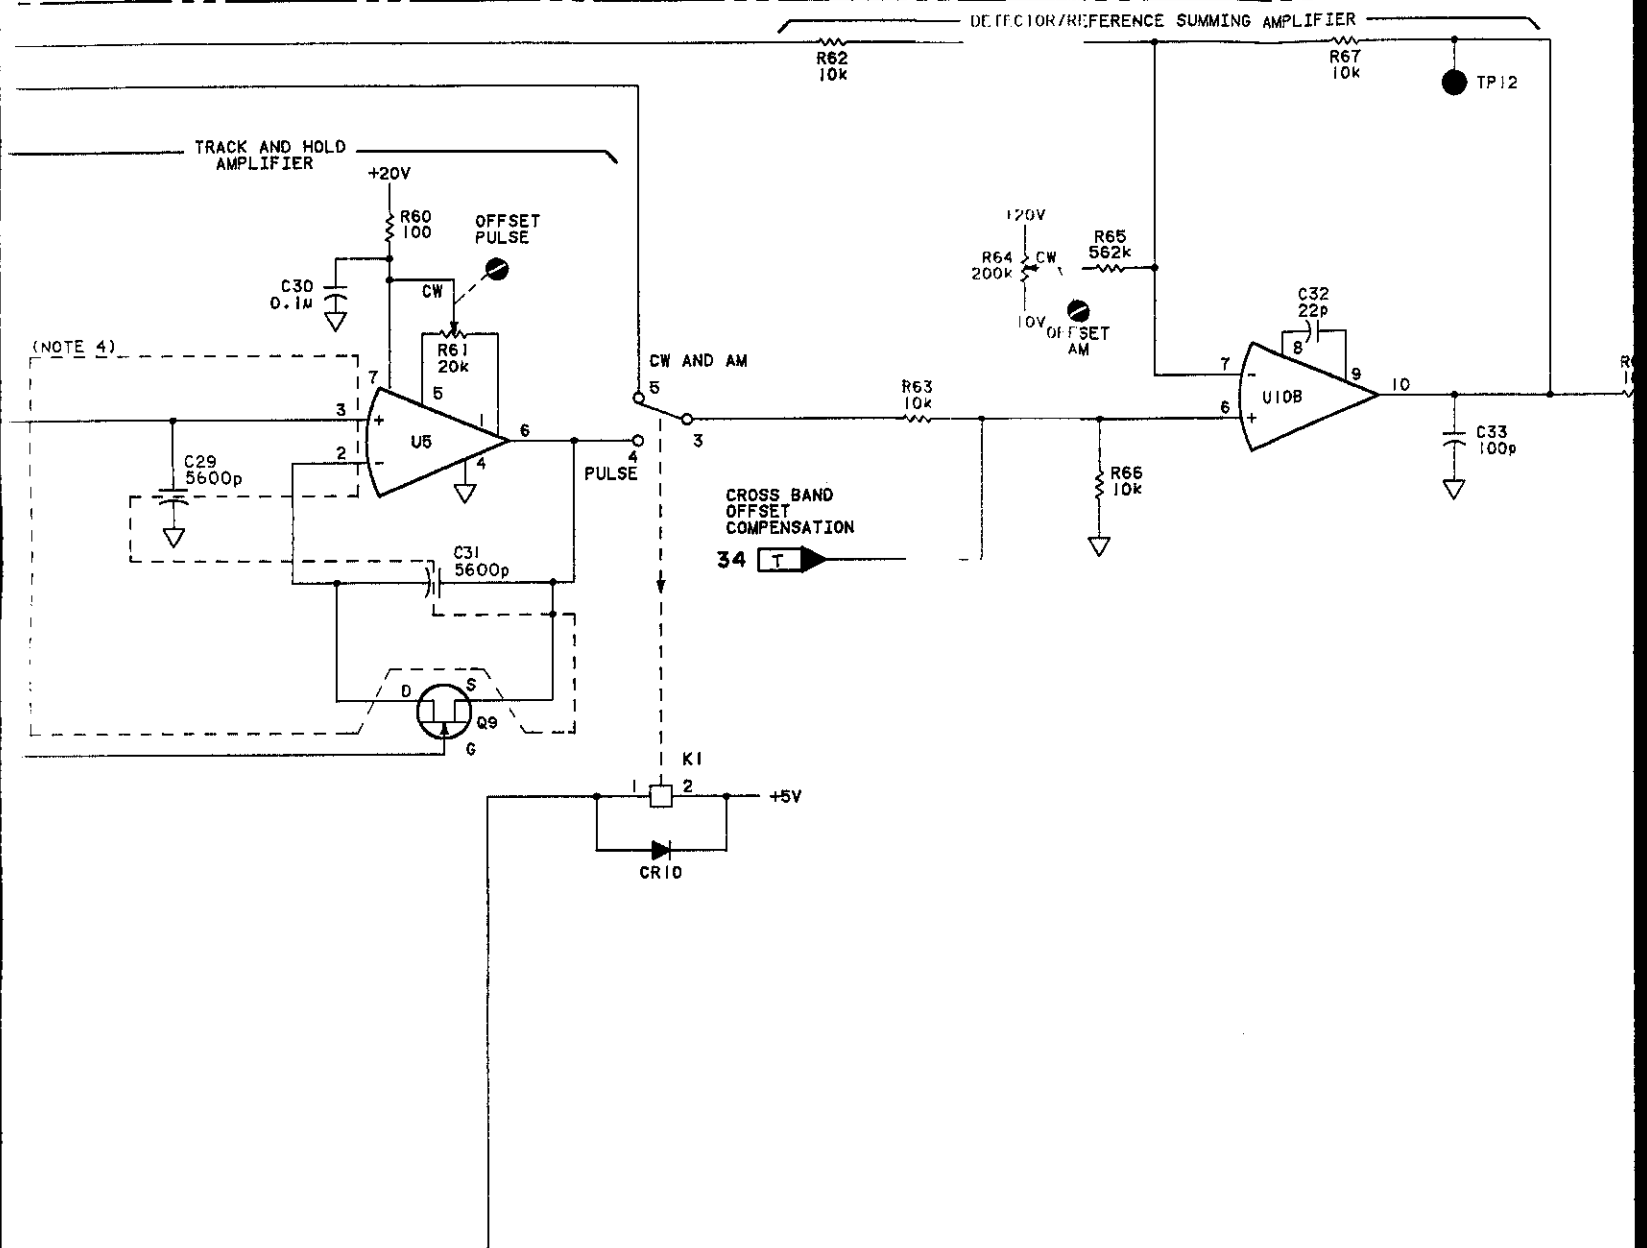 DETECTOR/REFERENCE SUMMING AMPLIFIER
R62
10k
R67
10k
TP12
TRACK AND HOLD
AMPLIFIER
+20V
R60
100
OFFSET
PULSE
C30
0.1μ
CW
R61
20k
(NOTE 4)
7
5
3
+
1
6
U5
2
-
4
C29
5600p
C31
5600p
D
S
Q9
G
CW AND AM
5
3
4
PULSE
R63
10k
CROSS BAND
OFFSET
COMPENSATION
34
T
+20V
R64
200k
CW
R65
562k
10V
OFFSET
AM
C32
22p
8
9
7
-
U10B
10
6
+
R66
10k
C33
100p
K1
1
2
+5V
CR10